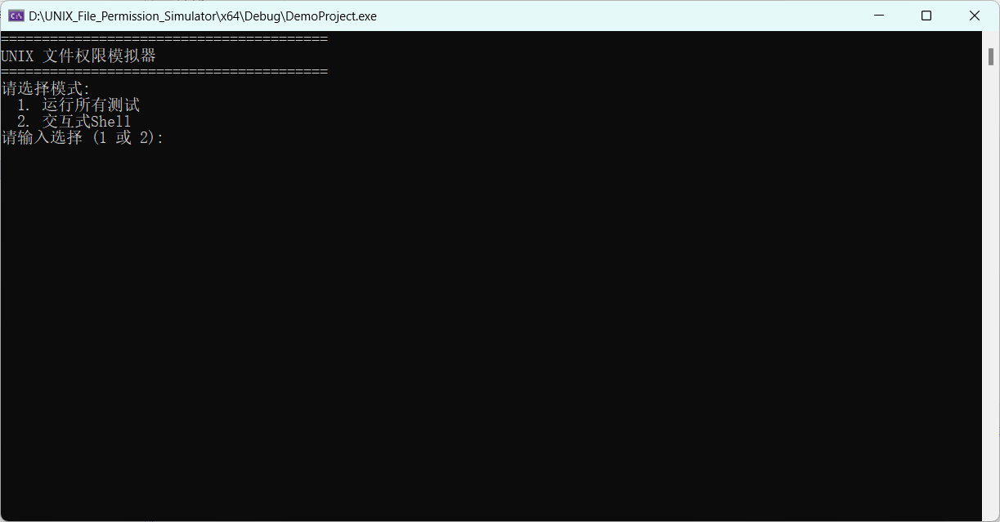 D:\UNIX_File_Permission_Simulator\x64\Debug\DemoProject.exe
========================================
UNIX 文件权限模拟器
========================================
请选择模式:
  1. 运行所有测试
  2. 交互式Shell
请输入选择 (1 或 2):